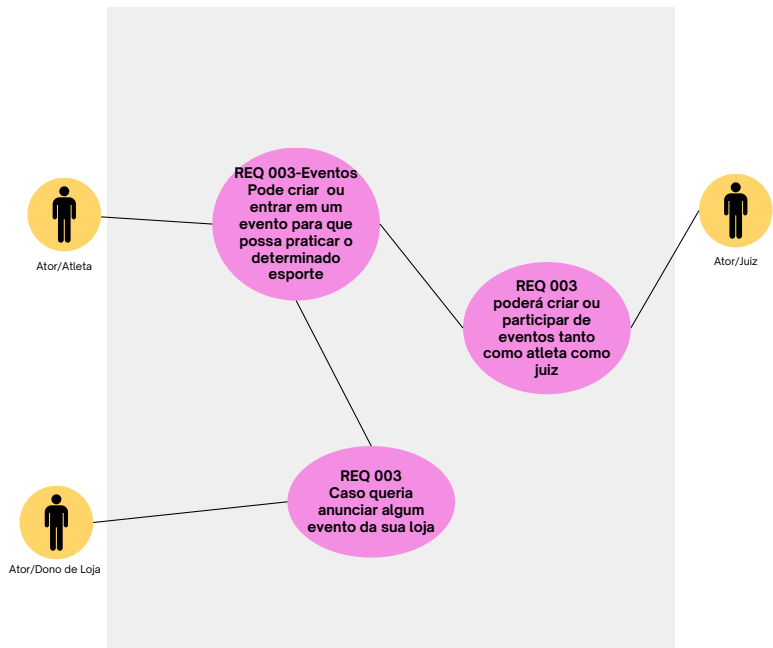 REQ 003-Eventos
Pode criar ou
entrar em um
evento para que
possa praticar o
determinado
esporte
Ator/Atleta
Ator/Juiz
REQ 003
poderá criar ou
participar de
eventos tanto
como atleta como
juiz
REQ 003
Caso queria
anunciar algum
evento da sua loja
Ator/Dono de Loja